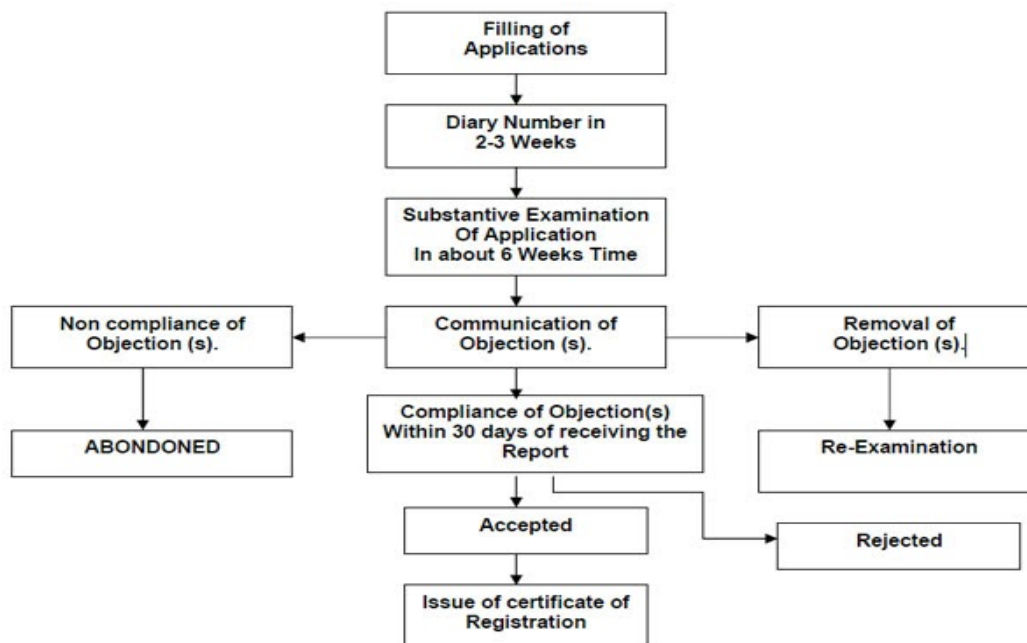 Filling of
Applications
Diary Number in
2-3 Weeks
Substantive Examination
Of Application
In about 6 Weeks Time
Non compliance of
Objection (s).
Communication of
Objection (s).
Removal of
Objection (s).
Compliance of Objection(s)
Within 30 days of receiving the
Report
ABONDONED
Re-Examination
Accepted
Rejected
Issue of certificate of
Registration